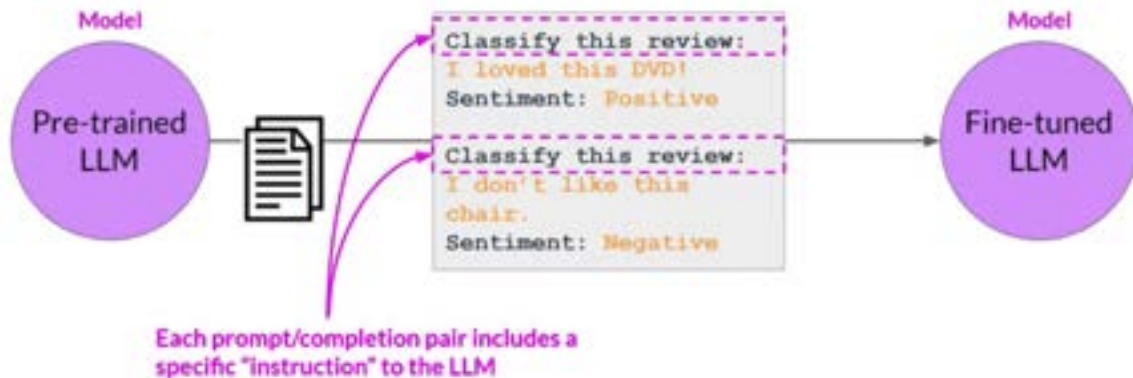 Model
Pre-trained
LLM
Classify this review:
I loved this DVD!
Sentiment: Positive
Classify this review:
I don't like this
chair.
Sentiment: Negative
Model
Fine-tuned
LLM
Each prompt/completion pair includes a
specific "instruction" to the LLM